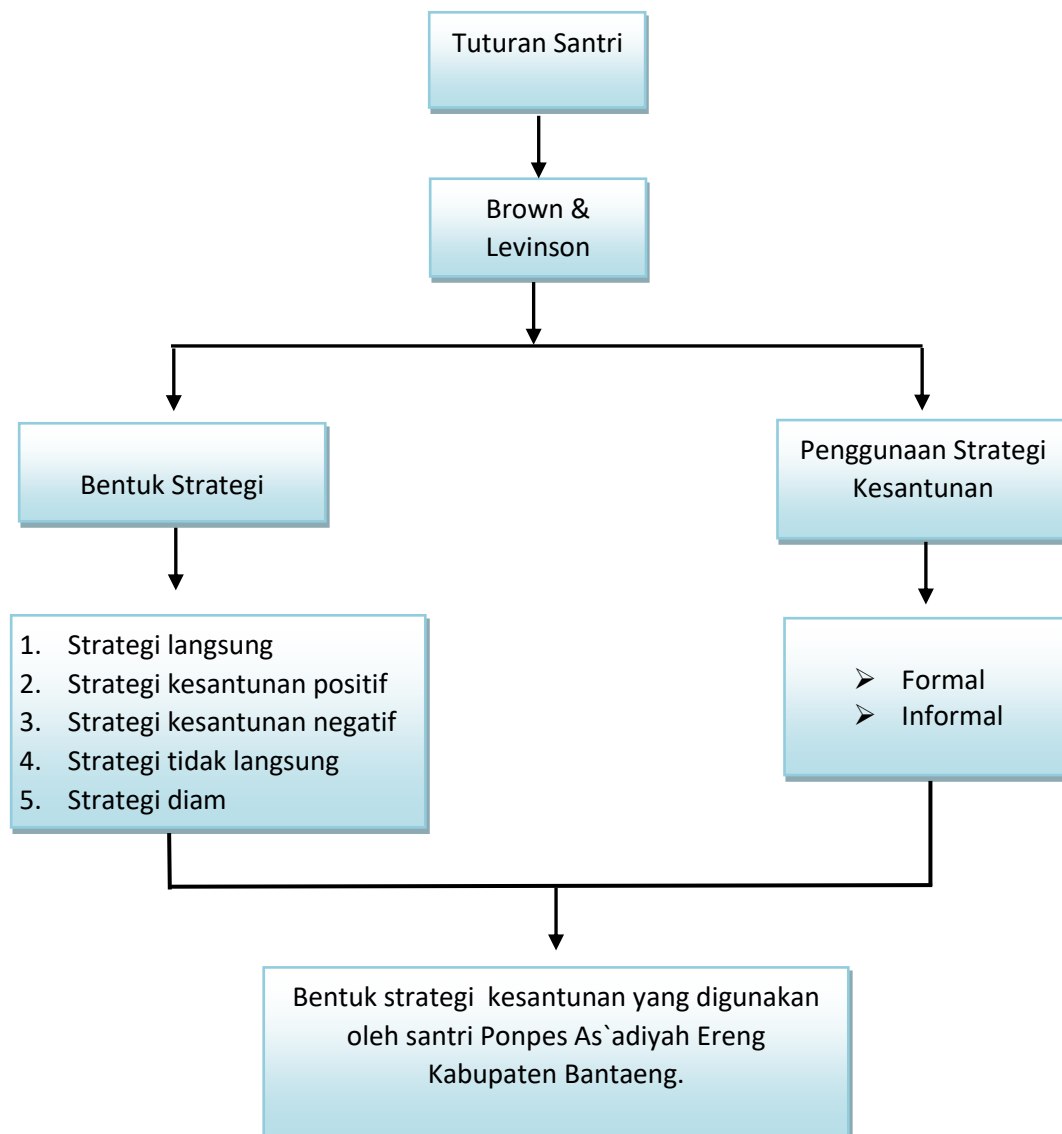 Tuturan Santri
Brown &
Levinson
Bentuk Strategi
Penggunaan Strategi
Kesantunan
1. Strategi langsung
2. Strategi kesantunan positif
3. Strategi kesantunan negatif
4. Strategi tidak langsung
5. Strategi diam
➢ Formal
➢ Informal
Bentuk strategi kesantunan yang digunakan
oleh santri Ponpes As`adiyah Ereng
Kabupaten Bantaeng.